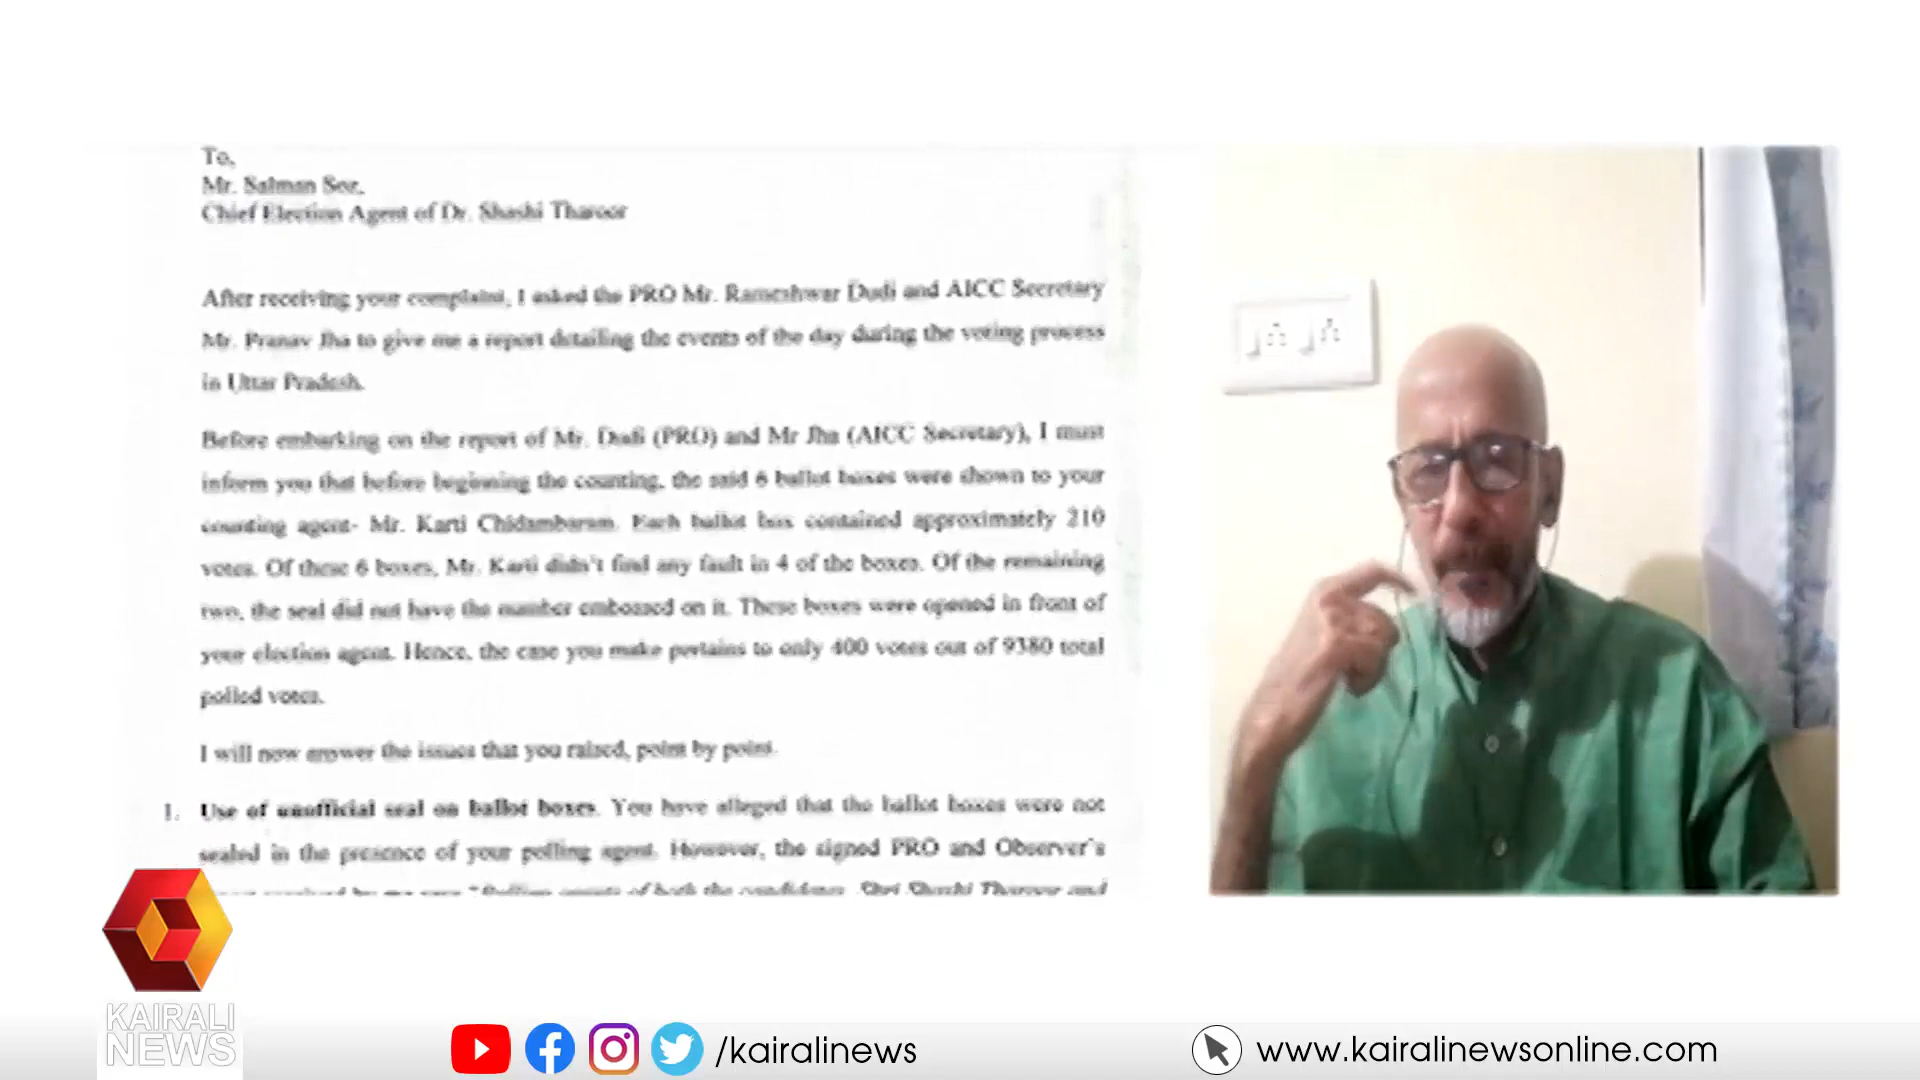 To,
Mr. Salman Soz,
Chief Election Agent of Dr. Shashi Tharoor
After receiving your complaint, I asked the PRO Mr. Rameshwar Dudi and AICC Secretary
Mr. Pranav Jha to give me a report detailing the events of the day during the voting process
in Uttar Pradesh.
Before embarking on the report of Mr. Dudi (PRO) and Mr Jha (AICC Secretary), I must
inform you that before beginning the counting, the said 6 ballot boxes were shown to your
counting agent- Mr. Karti Chidambaram. Each ballot box contained approximately 210
votes. Of these 6 boxes, Mr. Karti didn't find any fault in 4 of the boxes. Of the remaining
two, the seal did not have the number embossed on it. These boxes were opened in front of
your election agent. Hence, the case you make pertains to only 400 votes out of 9380 total
polled votes.
I will now answer the issues that you raised, point by point.
1. Use of unofficial seal on ballot boxes. You have alleged that the ballot boxes were not
sealed in the presence of your polling agent. However, the signed PRO and Observer's
"Polling agents of both the candidates, Shri Shashi Tharoor and
KAIRALI
NEWS
/kairalinews
www.kairalinewsonline.com